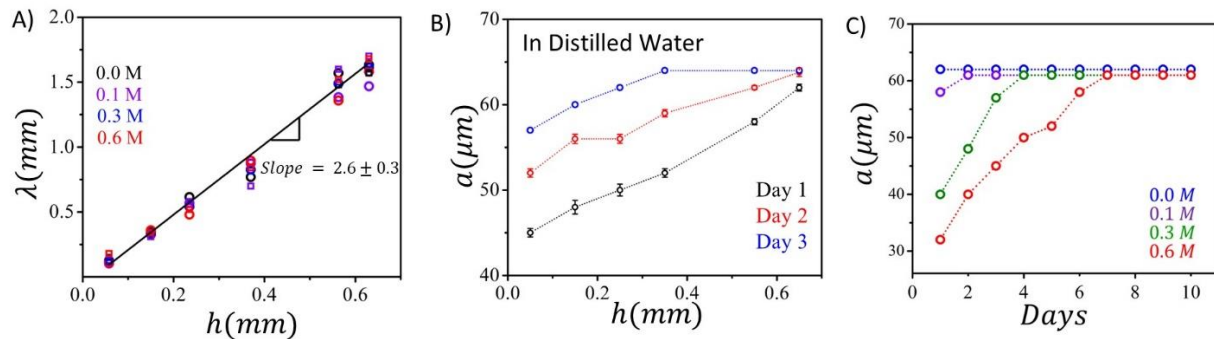 A)
λ(mm)
2.0
1.5
1.0
0.5
0.0 M
0.1 M
0.3 M
0.6 M
Slope = 2.6 ± 0.3
0.0 0.2 0.4 0.6
h(mm)
B)
a(μm)
70
60
50
40
In Distilled Water
Day 1
Day 2
Day 3
0.0 0.2 0.4 0.6
h(mm)
C)
a(μm)
70
60
50
40
30
0.0 M
0.1 M
0.3 M
0.6 M
0 2 4 6 8 10
Days